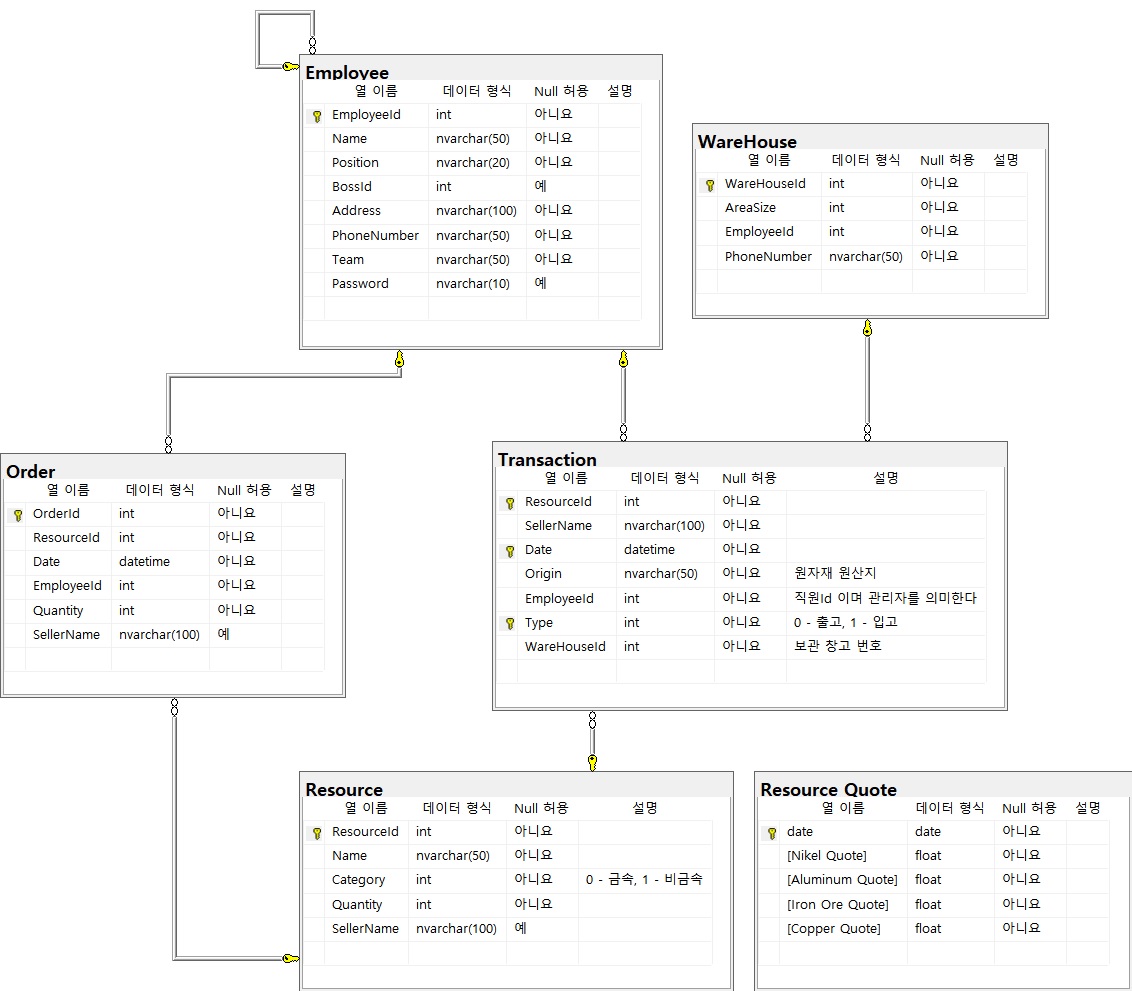 Employee
열 이름 데이터 형식 Null 허용 설명
EmployeeId int 아니요
Name nvarchar(50) 아니요
Position nvarchar(20) 아니요
BossId int 예
Address nvarchar(100) 아니요
PhoneNumber nvarchar(50) 아니요
Team nvarchar(50) 아니요
Password nvarchar(10) 예
WareHouse
열 이름 데이터 형식 Null 허용 설명
WareHouseId int 아니요
AreaSize int 아니요
EmployeeId int 아니요
PhoneNumber nvarchar(50) 아니요
Order
열 이름 데이터 형식 Null 허용 설명
OrderId int 아니요
ResourceId int 아니요
Date datetime 아니요
EmployeeId int 아니요
Quantity int 아니요
SellerName nvarchar(100) 예
Transaction
열 이름 데이터 형식 Null 허용 설명
ResourceId int 아니요
SellerName nvarchar(100) 아니요
Date datetime 아니요
Origin nvarchar(50) 아니요 원자재 원산지
EmployeeId int 아니요 직원Id 이며 관리자를 의미한다
Type int 아니요 0 - 출고, 1 - 입고
WareHouseId int 아니요 보관 창고 번호
Resource
열 이름 데이터 형식 Null 허용 설명
ResourceId int 아니요
Name nvarchar(50) 아니요
Category int 아니요 0 - 금속, 1 - 비금속
Quantity int 아니요
SellerName nvarchar(100) 예
Resource Quote
열 이름 데이터 형식 Null 허용 설명
date date 아니요
[Nikel Quote] float 아니요
[Aluminum Quote] float 아니요
[Iron Ore Quote] float 아니요
[Copper Quote] float 아니요